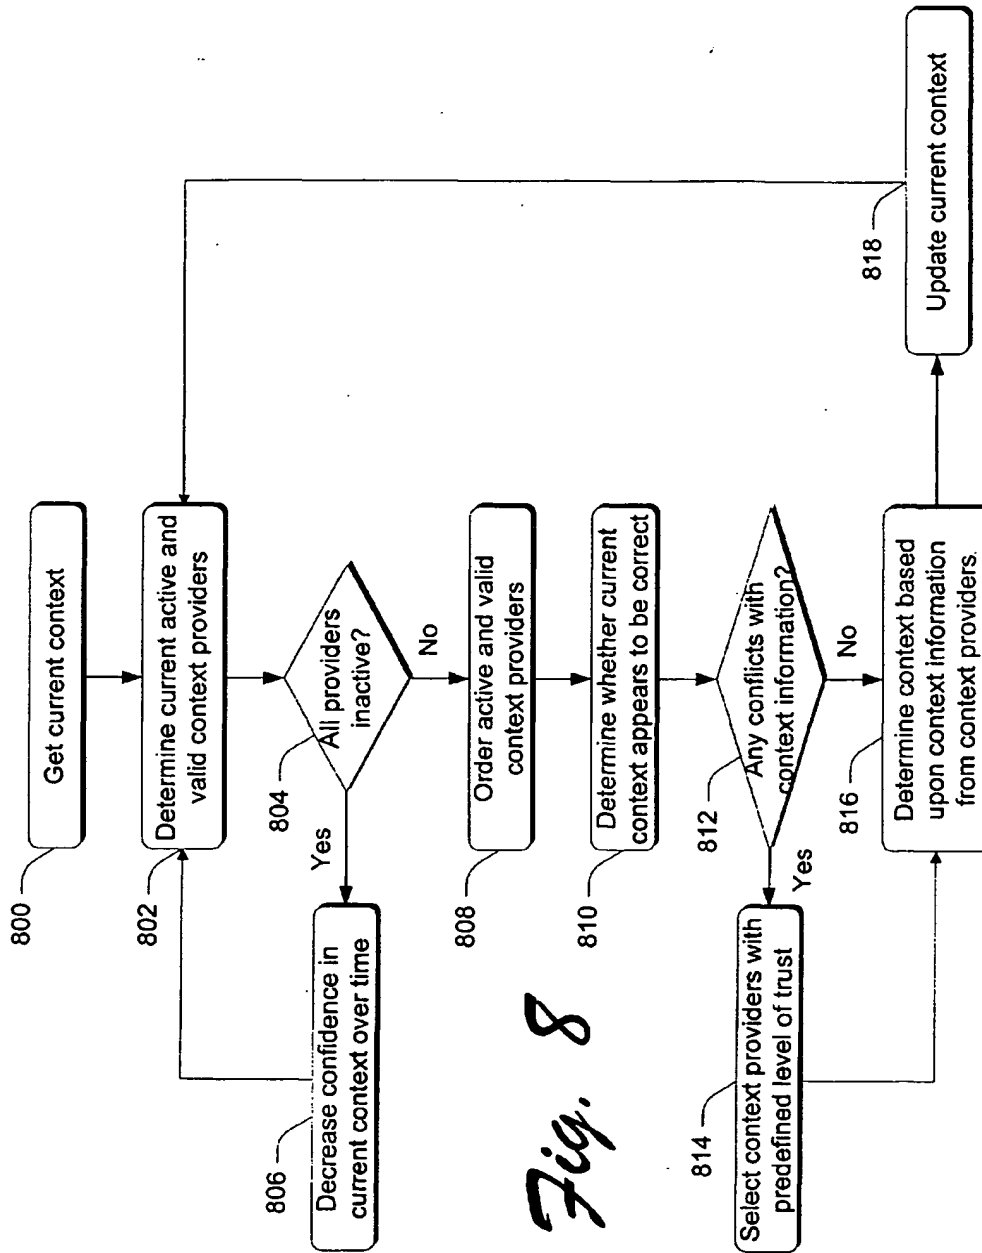 800
Get current context
802
Determine current active and
valid context providers
804
All providers
inactive?
Yes
No
806
Decrease confidence in
current context over time
808
Order active and valid
context providers
810
Determine whether current
context appears to be correct
812
Any conflicts with
context information?
Yes
No
814
Select context providers with
predefined level of trust
816
Determine context based
upon context information
from context providers.
818
Update current context
Fig. 8